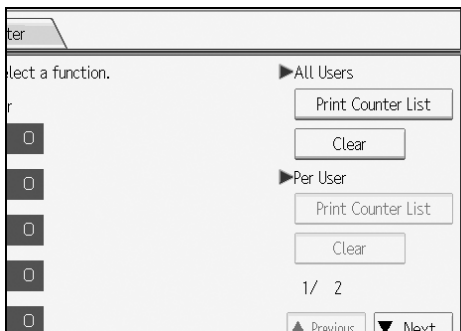 ter
elect a function.
r
0
0
0
0
0
▶All Users
Print Counter List
Clear
▶Per User
Print Counter List
Clear
1/ 2
▲ Previous
▼ Next